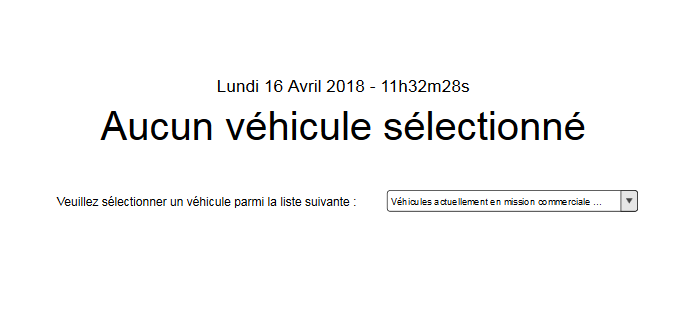 Lundi 16 Avril 2018 - 11h32m28s
Aucun véhicule sélectionné
Veuillez sélectionner un véhicule parmi la liste suivante :
Véhicules actuellement en mission commerciale ...